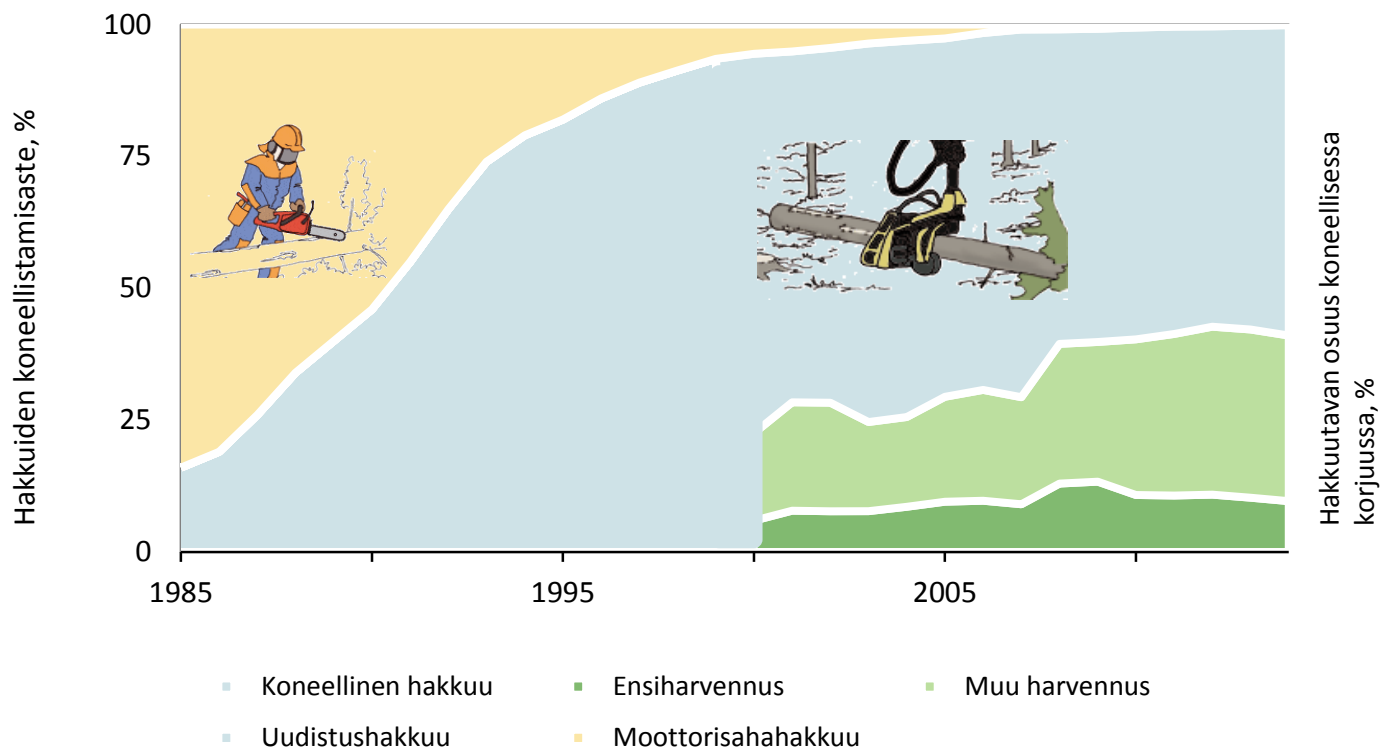 100
75
50
25
0
Hakkuiden koneellistamisaste, %
Hakkuutavan osuus koneellisessa
korjuussa, %
1985
1995
2005
Koneellinen hakkuu
Ensiharvennus
Muu harvennus
Uudistushakkuu
Moottorisahahakkuu